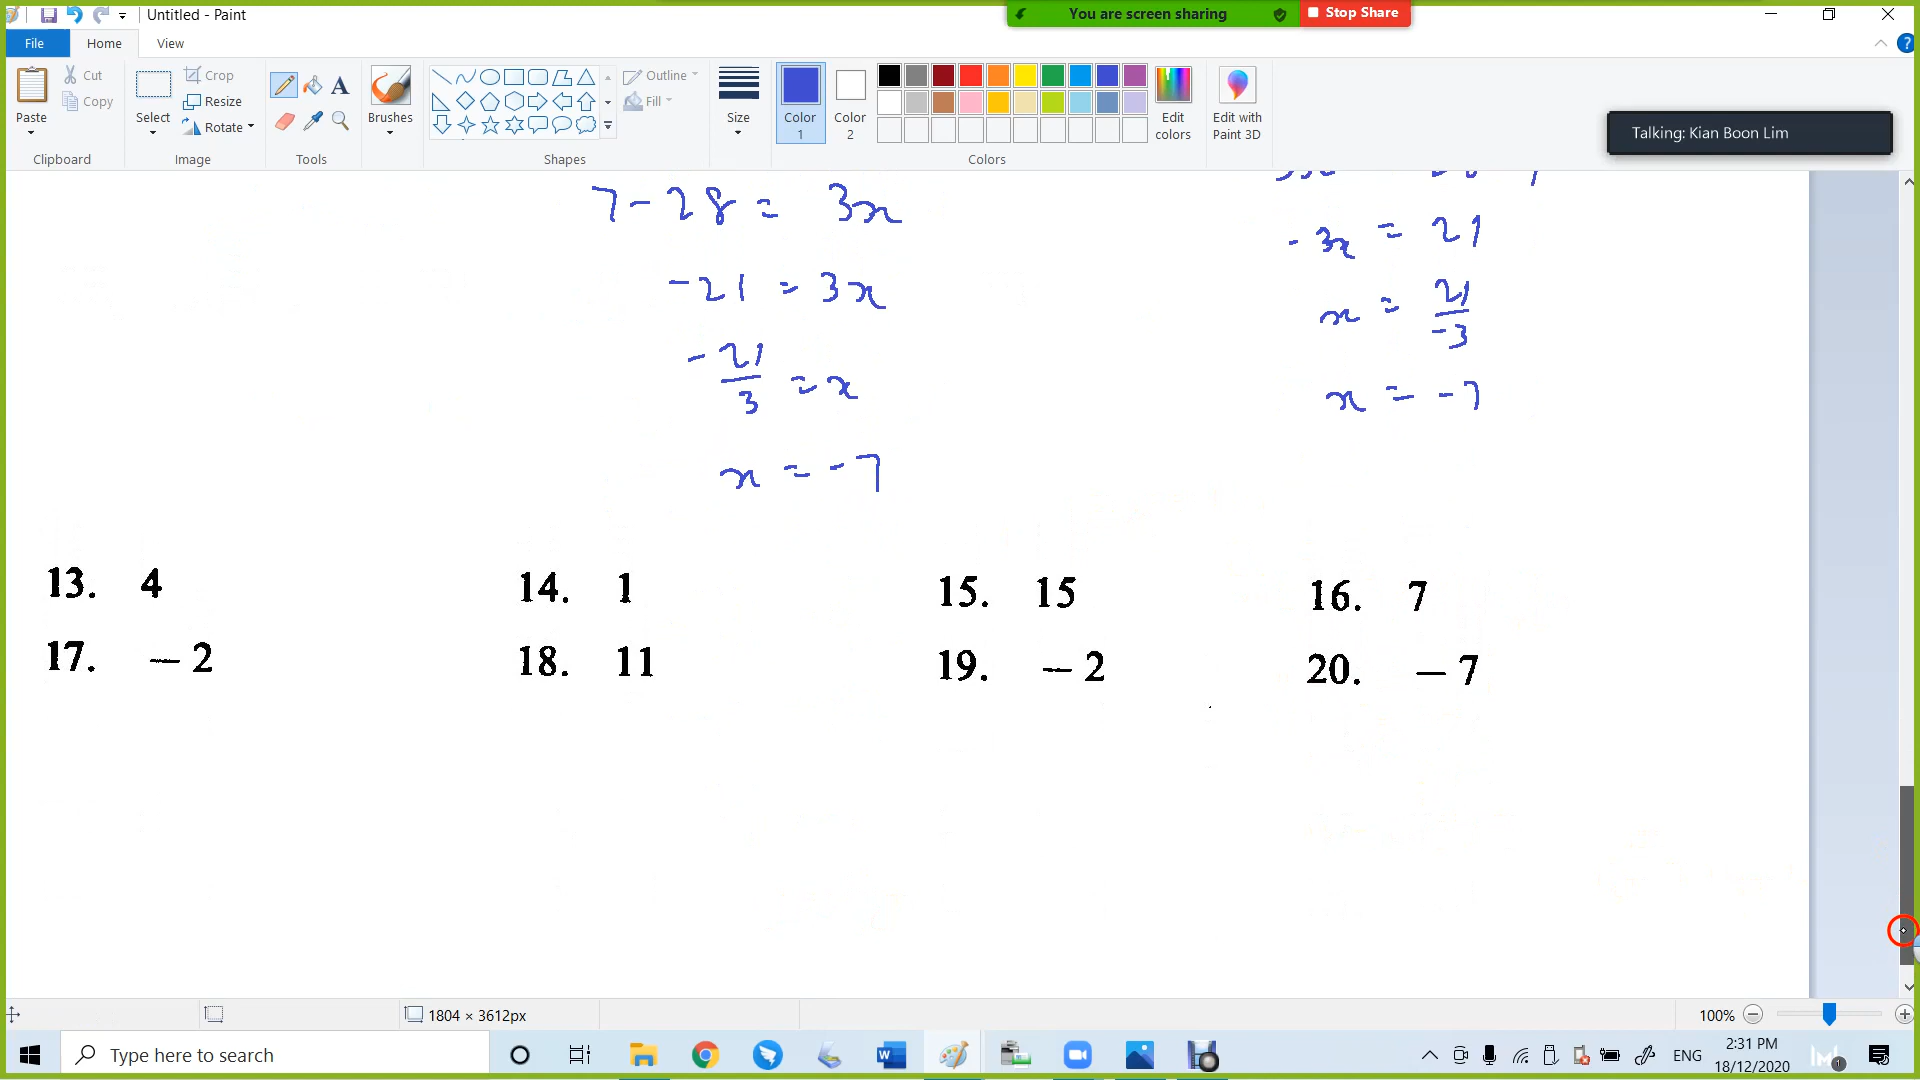 Untitled - Paint
You are screen sharing
Stop Share
File Home View
Paste
Cut
Copy
Clipboard
Select
Crop
Resize
Rotate
Image
Tools
Brushes
Shapes
Outline
Fill
Size
Color 1
Color 2
Colors
Edit colors
Edit with Paint 3D
Talking: Kian Boon Lim
7 - 28 = 3x
-21 = 3x
-21/3 = x
x = -7
-3x = 21
x = 21/-3
x = -7
13. 4 14. 1 15. 15 16. 7
17. - 2 18. 11 19. - 2 20. - 7
1804 × 3612px
100%
Type here to search
ENG
2:31 PM
18/12/2020